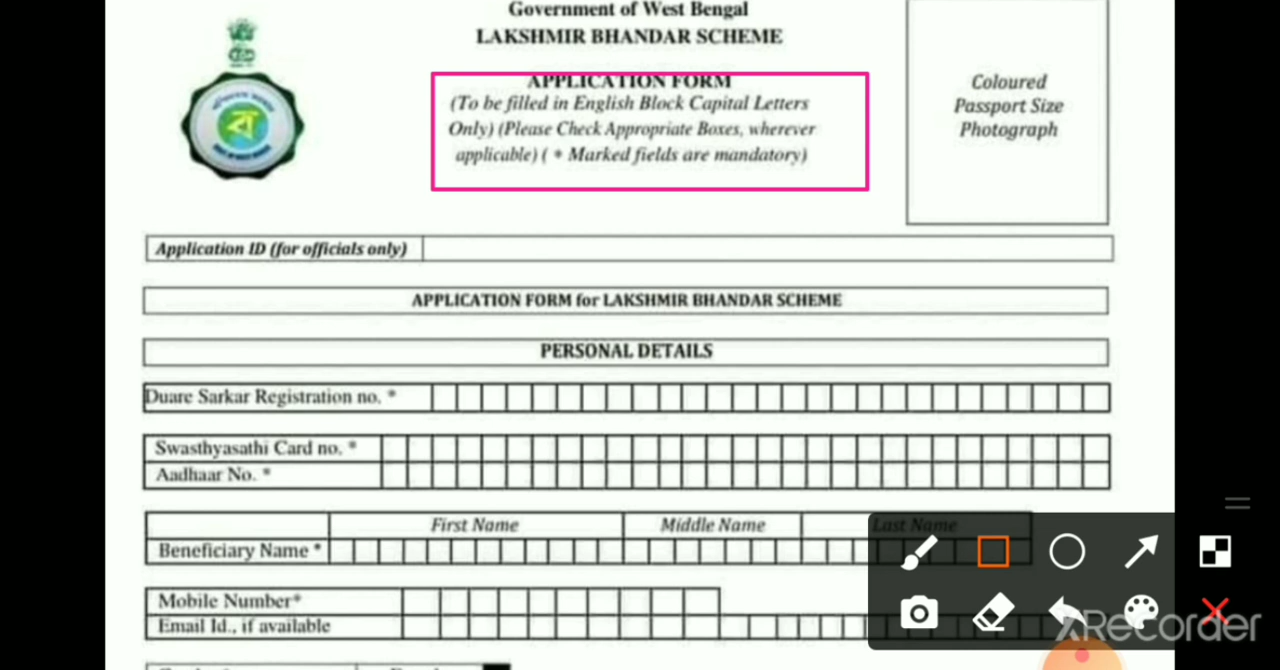 Government of West Bengal
LAKSHMIR BHANDAR SCHEME
APPLICATION FORM
(To be filled in English Block Capital Letters
Only) (Please Check Appropriate Boxes, wherever
applicable) ( * Marked fields are mandatory)
Coloured
Passport Size
Photograph
Application ID (for officials only)
APPLICATION FORM for LAKSHMIR BHANDAR SCHEME
PERSONAL DETAILS
Duare Sarkar Registration no. *
Swasthyasathi Card no. *
Aadhaar No. *
First Name Middle Name Last Name
Beneficiary Name *
Mobile Number*
Email Id., if available
XRecorder